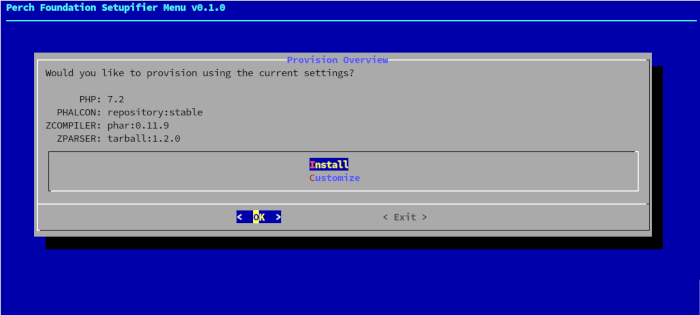 Perch Foundation Setupifier Menu v0.1.0
Provision Overview
Would you like to provision using the current settings?
PHP: 7.2
PHALCON: repository:stable
ZCOMPILER: phar:0.11.9
ZPARSER: tarball:1.2.0
Install
Customize
< OK > < Exit >